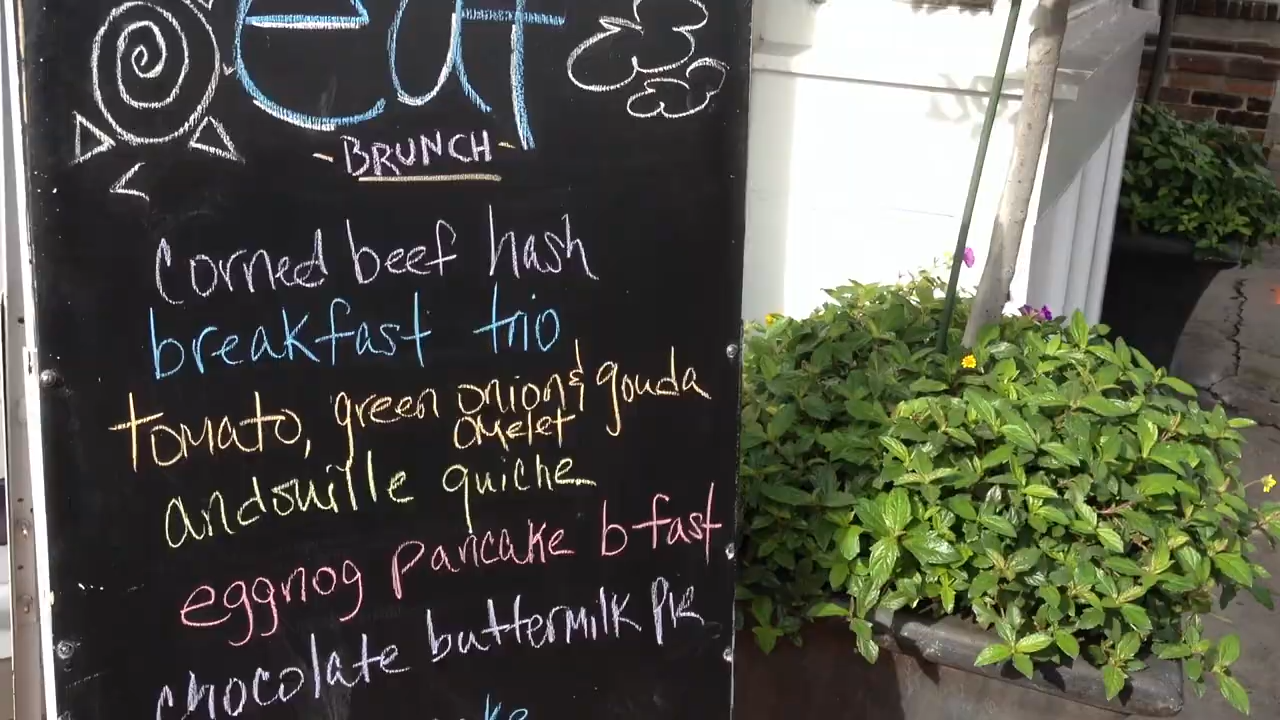 eat
-BRUNCH-
Corned beef hash
breakfast trio
tomato, green onion & gouda
omelet
andouille quiche
eggnog pancake bfast
chocolate buttermilk pie